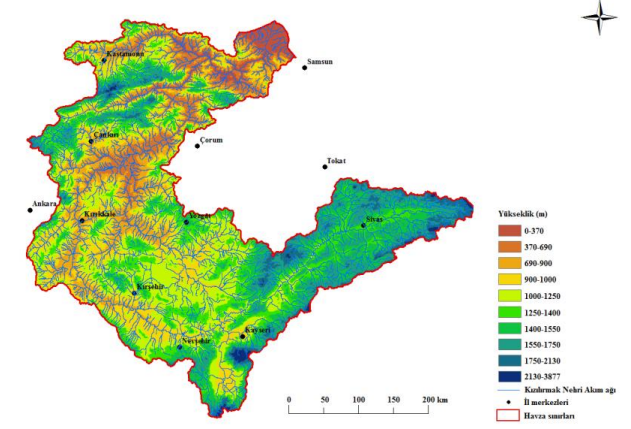 Kastamonu
Samsun
Çankırı
Çorum
Tokat
Ankara
Kırıkkale
Yozgat
Sivas
Kırşehir
Kayseri
Nevşehir
Yükseklik (m)
0-370
370-690
690-900
900-1000
1000-1250
1250-1400
1400-1550
1550-1750
1750-2130
2130-3877
Kızılırmak Nehri Akım ağı
İl merkezleri
Havza sınırları
0 50 100 150 200 km